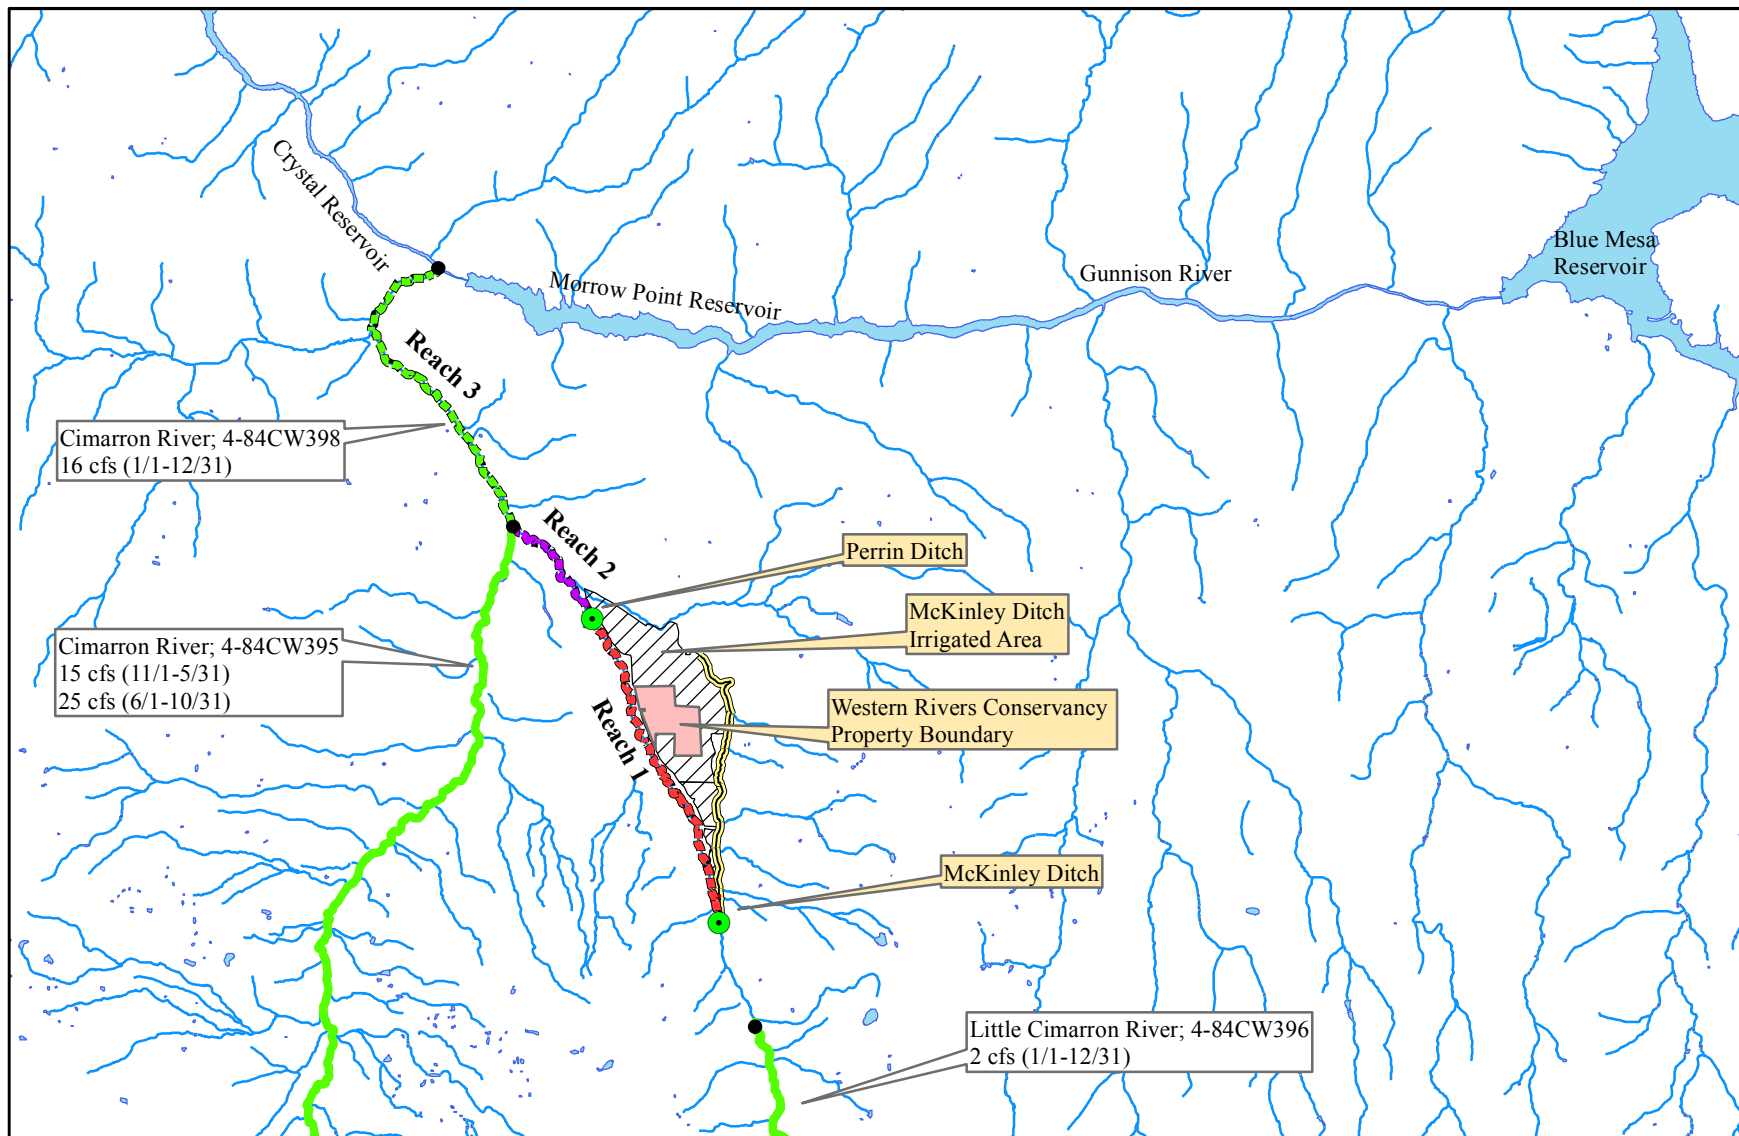 Crystal Reservoir
Morrow Point Reservoir
Gunnison River
Blue Mesa
Reservoir
Reach 3
Cimarron River; 4-84CW398
16 cfs (1/1-12/31)
Reach 2
Perrin Ditch
McKinley Ditch
Irrigated Area
Cimarron River; 4-84CW395
15 cfs (11/1-5/31)
25 cfs (6/1-10/31)
Western Rivers Conservancy
Property Boundary
Reach 1
McKinley Ditch
Little Cimarron River; 4-84CW396
2 cfs (1/1-12/31)